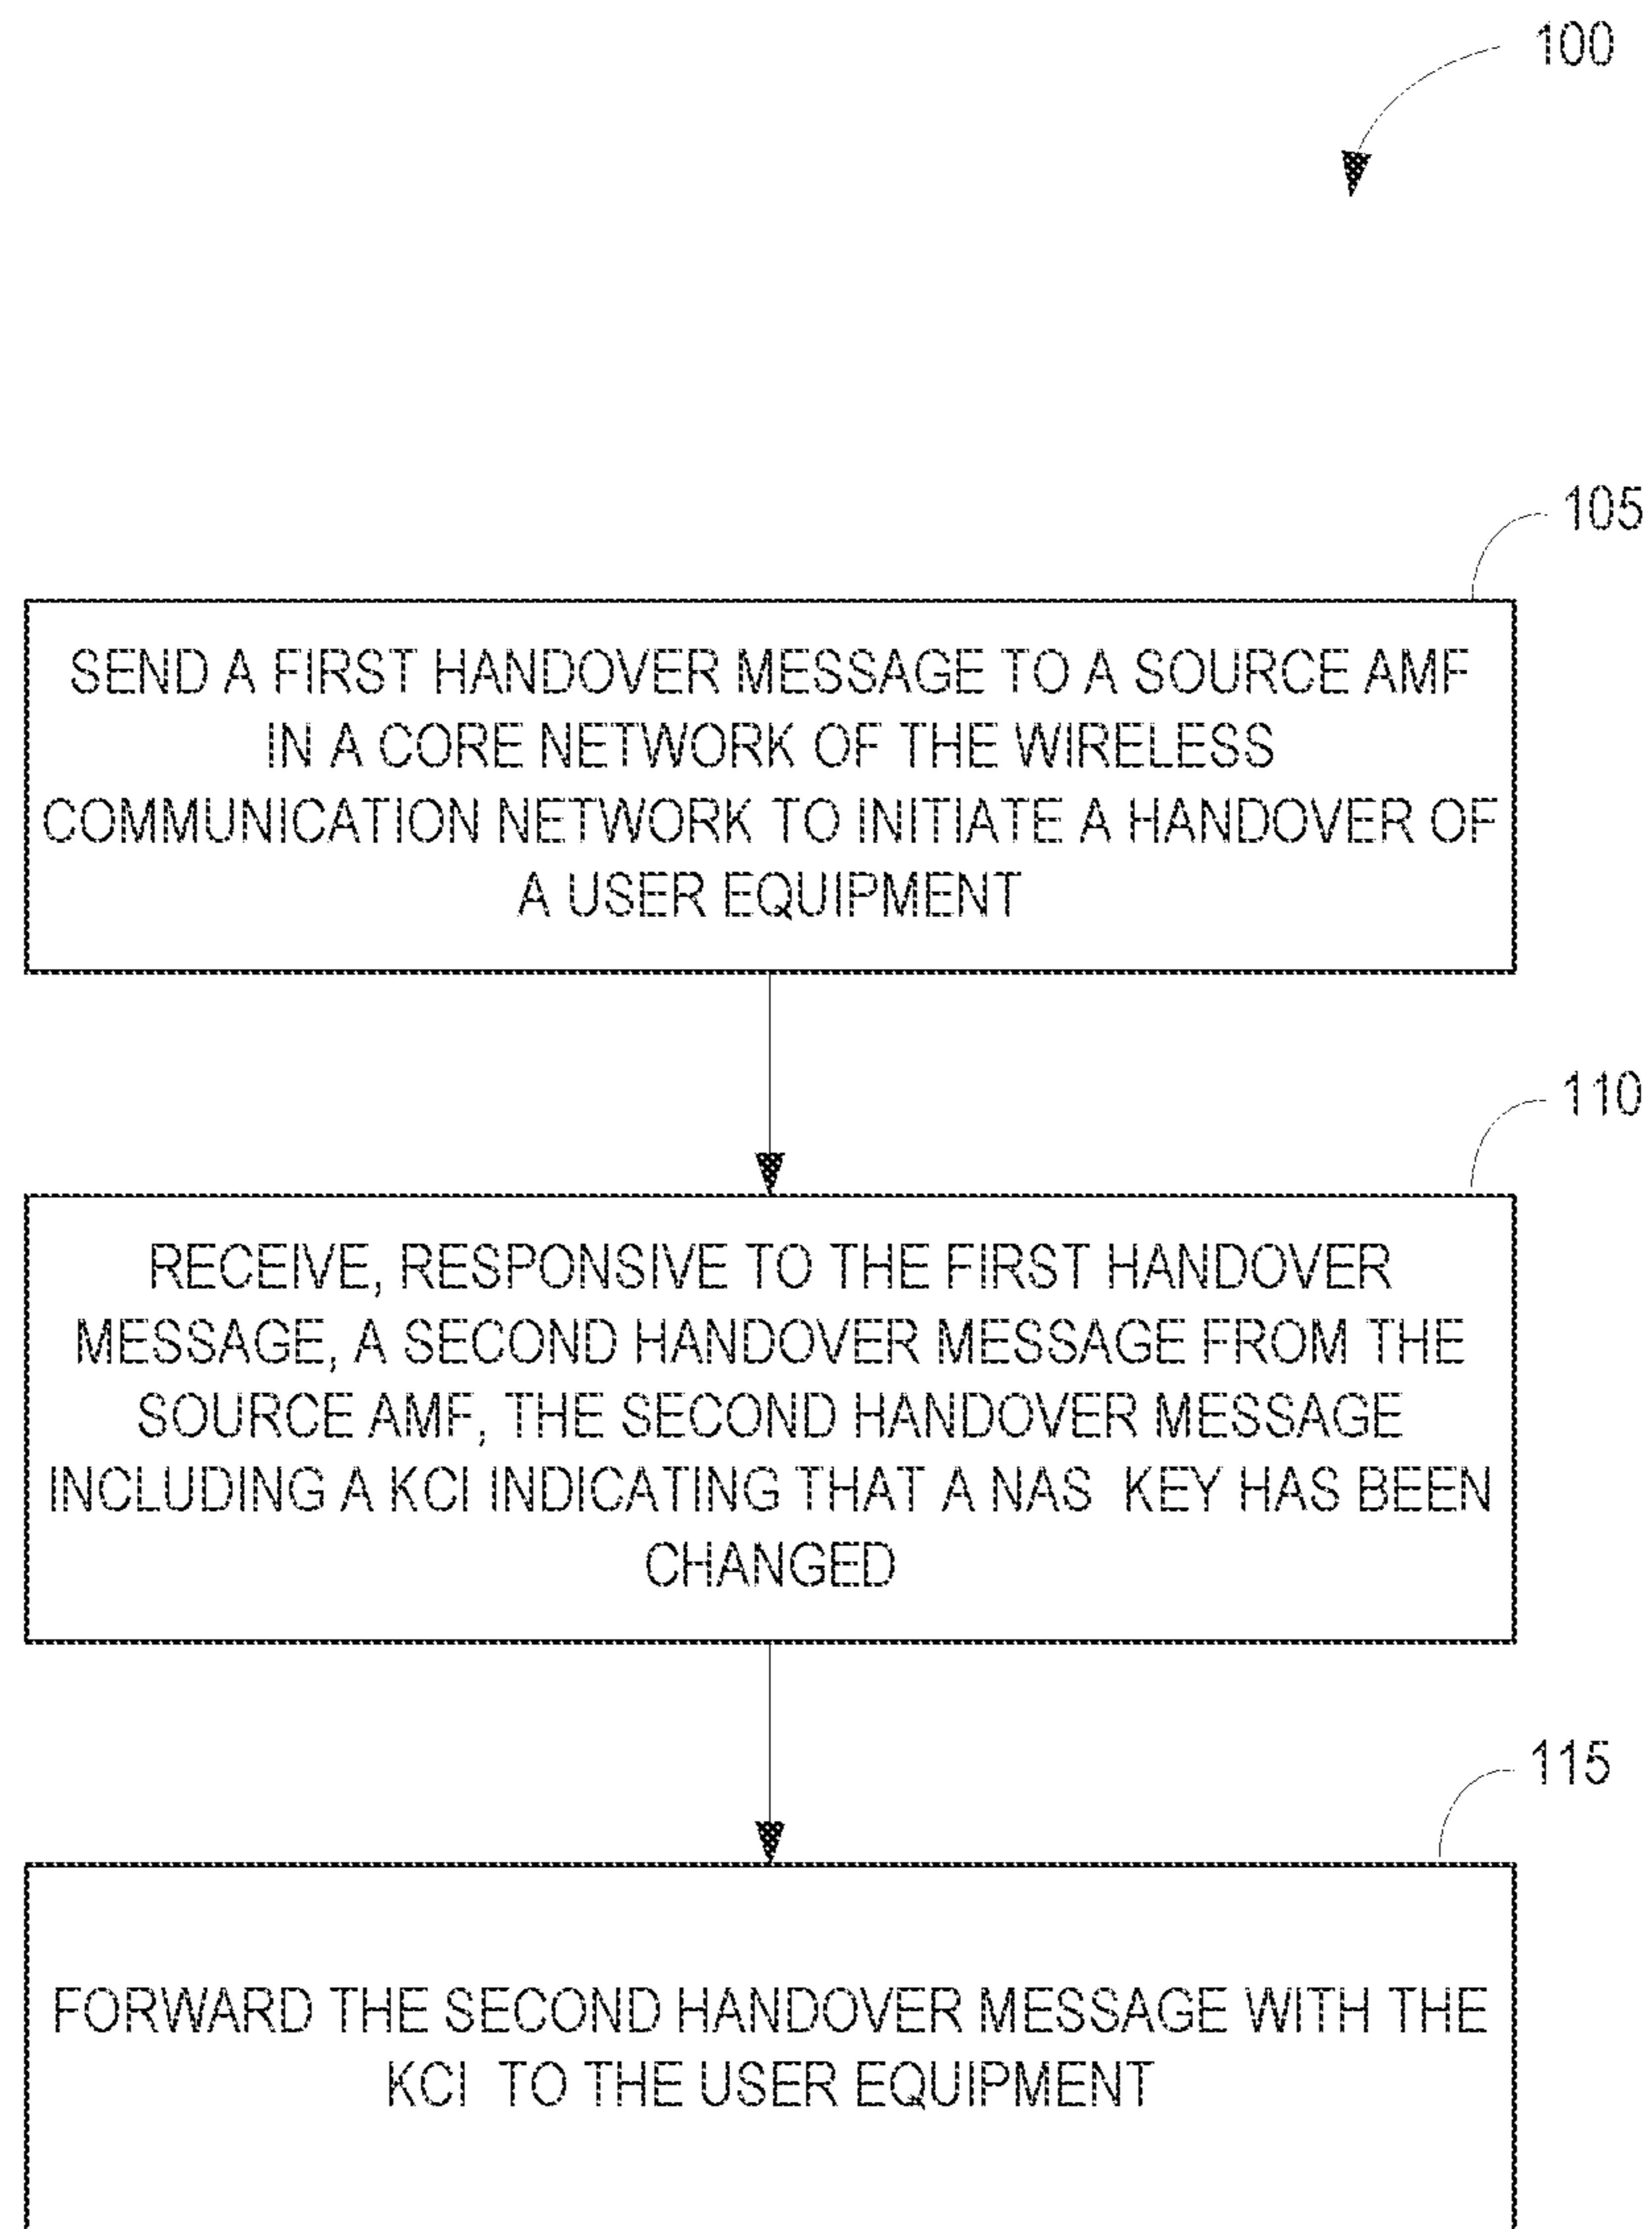 100
105
SEND A FIRST HANDOVER MESSAGE TO A SOURCE AMF
IN A CORE NETWORK OF THE WIRELESS
COMMUNICATION NETWORK TO INITIATE A HANDOVER OF
A USER EQUIPMENT
110
RECEIVE, RESPONSIVE TO THE FIRST HANDOVER
MESSAGE, A SECOND HANDOVER MESSAGE FROM THE
SOURCE AMF, THE SECOND HANDOVER MESSAGE
INCLUDING A KCI INDICATING THAT A NAS KEY HAS BEEN
CHANGED
115
FORWARD THE SECOND HANDOVER MESSAGE WITH THE
KCI TO THE USER EQUIPMENT